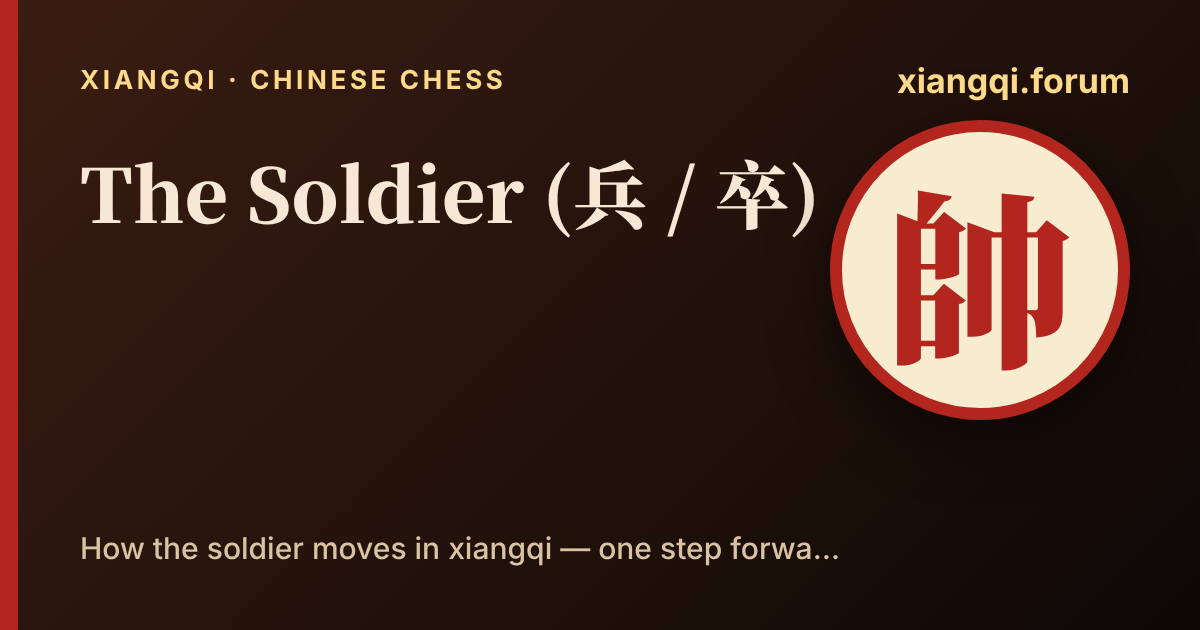 XIANGQI · CHINESE CHESS
xiangqi.forum
The Soldier (兵 / 卒)
帥
How the soldier moves in xiangqi — one step forwa…